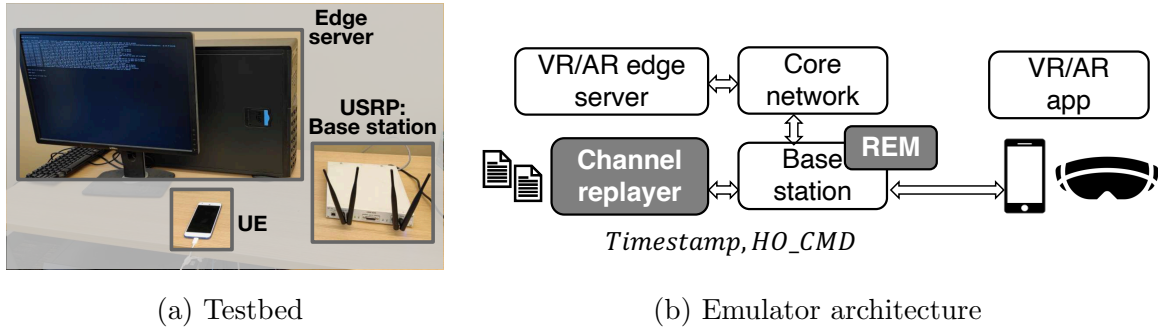 Edge
server
USRP:
Base station
UE
(a) Testbed
VR/AR edge
server
Core
network
VR/AR
app
Channel
replayer
Base
station
REM
Timestamp, HO_CMD
(b) Emulator architecture